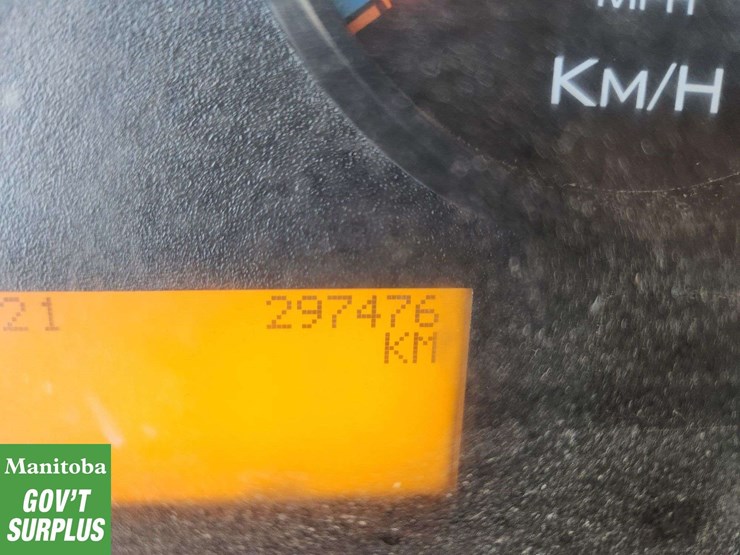 MPH
KM/H
21 297476
KM
Manitoba
GOV'T
SURPLUS